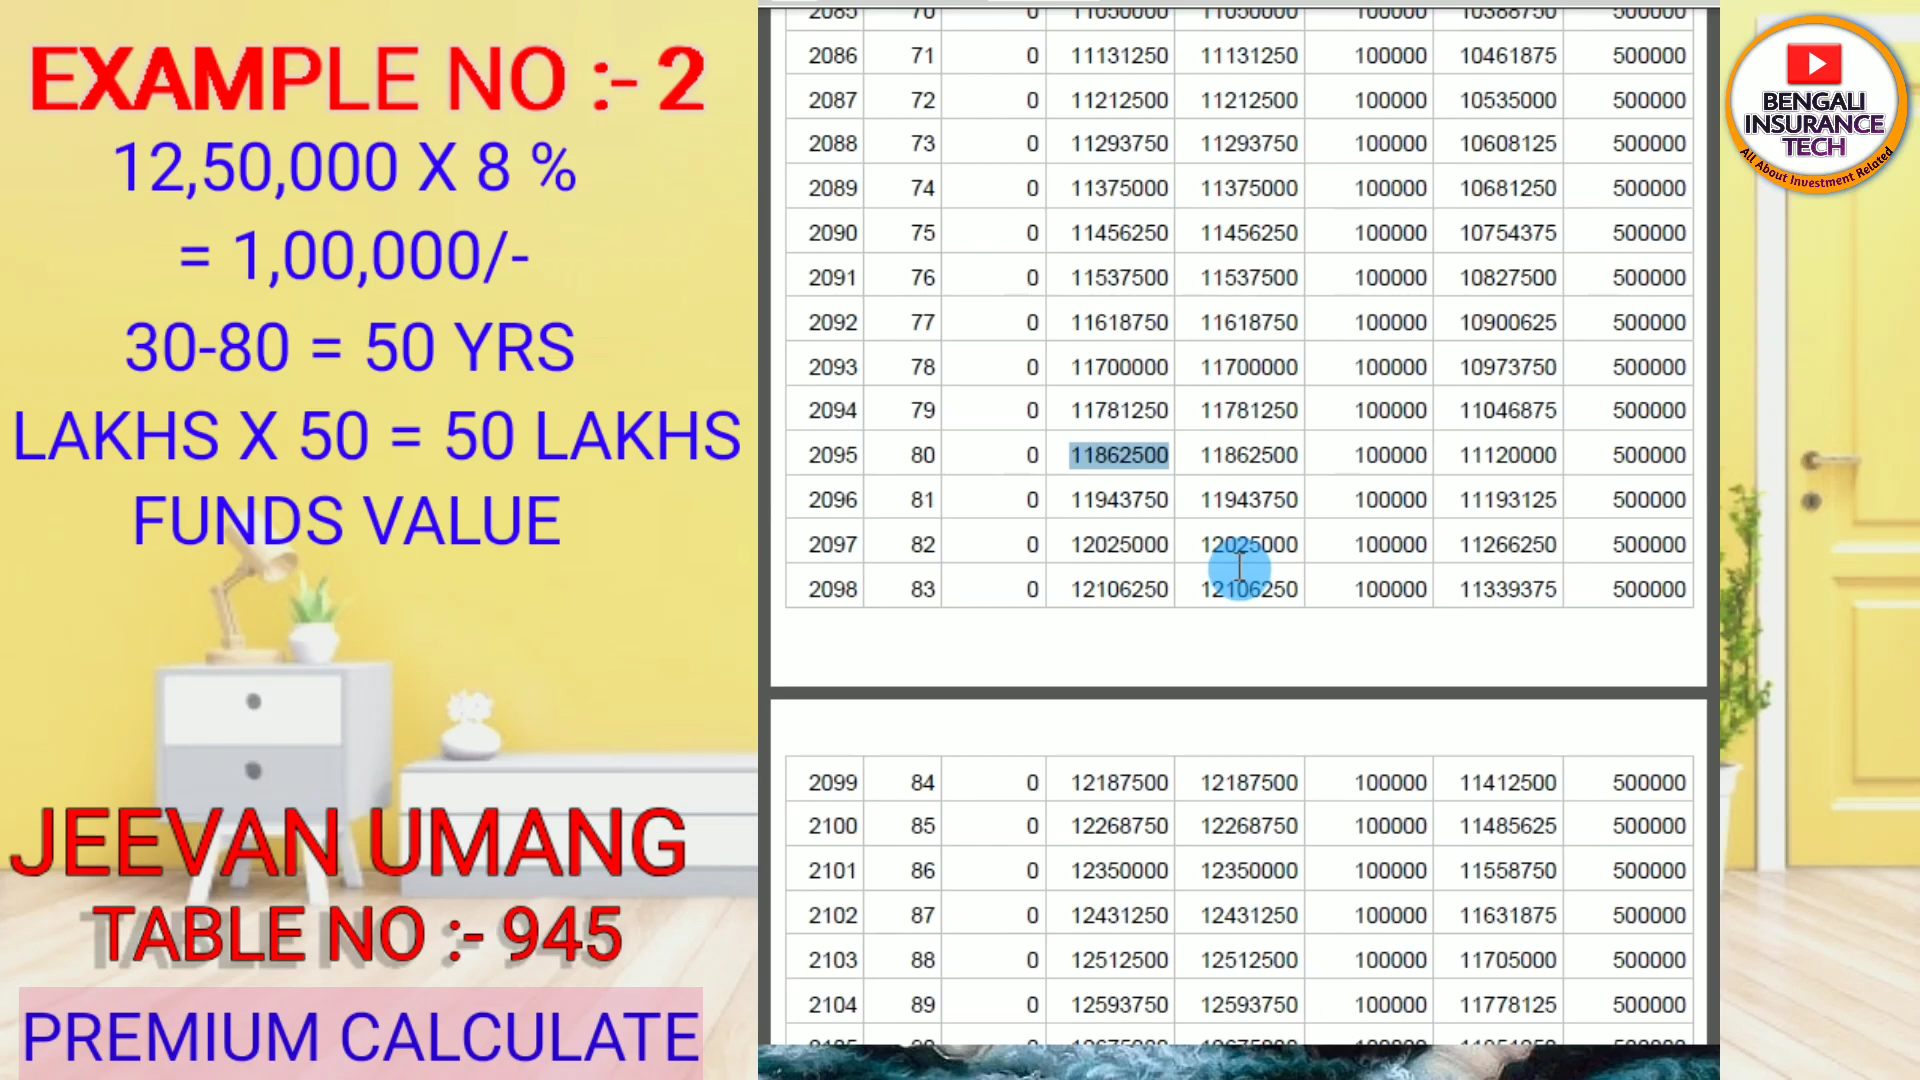 EXAMPLE NO :- 2
12,50,000 X 8 %
= 1,00,000/-
30-80 = 50 YRS
LAKHS X 50 = 50 LAKHS
FUNDS VALUE
JEEVAN UMANG
TABLE NO :- 945
PREMIUM CALCULATE
2085 70 0 11050000 11050000 100000 10388750 500000
2086 71 0 11131250 11131250 100000 10461875 500000
2087 72 0 11212500 11212500 100000 10535000 500000
2088 73 0 11293750 11293750 100000 10608125 500000
2089 74 0 11375000 11375000 100000 10681250 500000
2090 75 0 11456250 11456250 100000 10754375 500000
2091 76 0 11537500 11537500 100000 10827500 500000
2092 77 0 11618750 11618750 100000 10900625 500000
2093 78 0 11700000 11700000 100000 10973750 500000
2094 79 0 11781250 11781250 100000 11046875 500000
2095 80 0 11862500 11862500 100000 11120000 500000
2096 81 0 11943750 11943750 100000 11193125 500000
2097 82 0 12025000 12025000 100000 11266250 500000
2098 83 0 12106250 12106250 100000 11339375 500000
2099 84 0 12187500 12187500 100000 11412500 500000
2100 85 0 12268750 12268750 100000 11485625 500000
2101 86 0 12350000 12350000 100000 11558750 500000
2102 87 0 12431250 12431250 100000 11631875 500000
2103 88 0 12512500 12512500 100000 11705000 500000
2104 89 0 12593750 12593750 100000 11778125 500000
BENGALI
INSURANCE
TECH
All About Investment Related